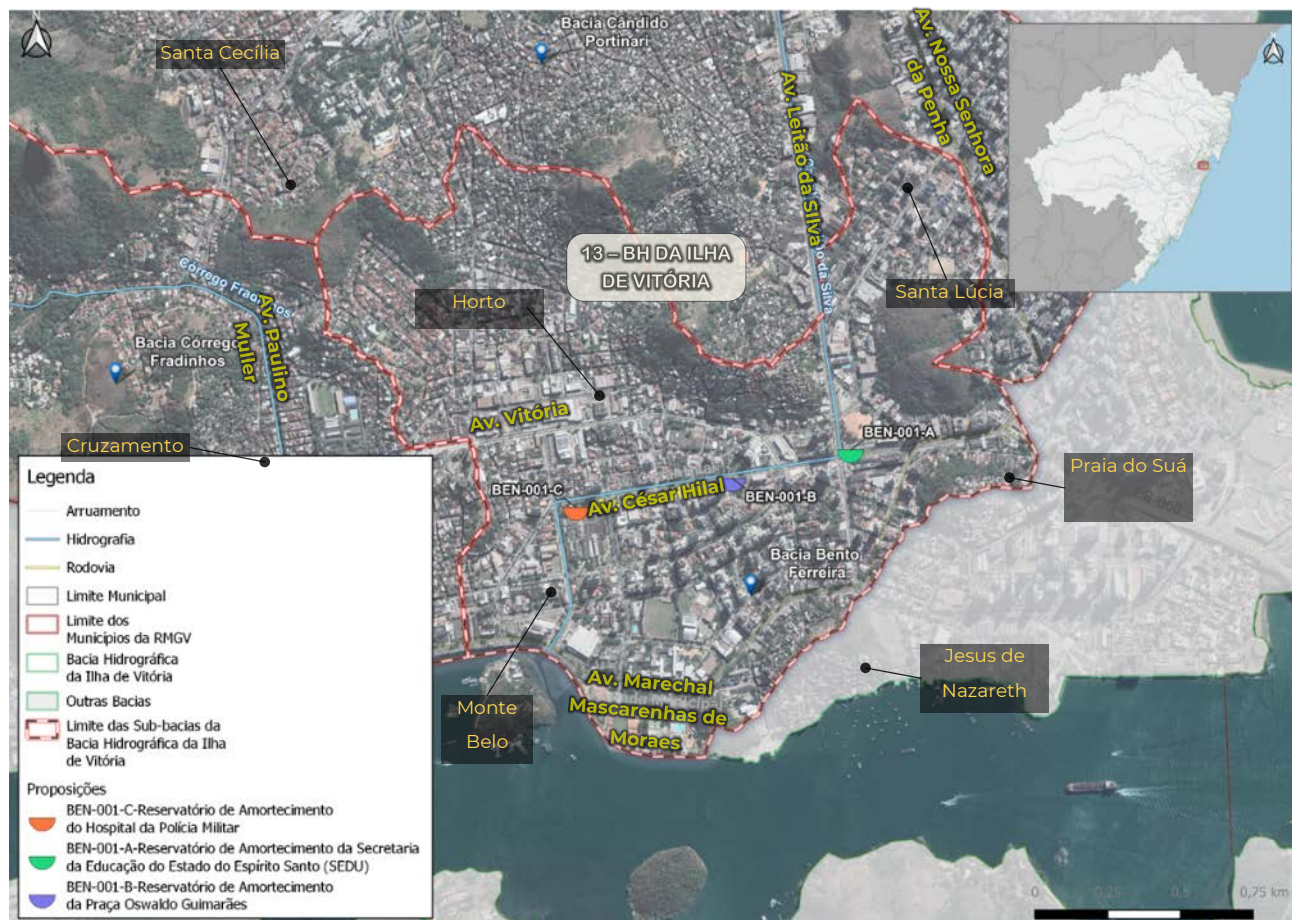 Bacia Cândido
Portinari
Santa Cecília
Av. Nossa Senhora
da Penha
Av. Leitão da SIlva
o da Silva
13 – BH DA ILHA
DE VITÓRIA
Santa Lúcia
Horto
Córrego Fradinhos
Av. Paulino
Muller
Bacia Córrego
Fradinhos
Av. Vitória
BEN-001-A
Cruzamento
Praia do Suá
BEN-001-C
Av. César Hilal
BEN-001-B
Bacia Bento
Ferreira
Jesus de
Nazareth
Av. Marechal
Mascarenhas de
Moraes
Monte
Belo
Legenda
Arruamento
Hidrografia
Rodovia
Limite Municipal
Limite dos
Municípios da RMGV
Bacia Hidrográfica
da Ilha de Vitória
Outras Bacias
Limite das Sub-bacias da
Bacia Hidrográfica da Ilha
de Vitória
Proposições
BEN-001-C-Reservatório de Amortecimento
do Hospital da Polícia Militar
BEN-001-A-Reservatório de Amortecimento da Secretaria
da Educação do Estado do Espírito Santo (SEDU)
BEN-001-B-Reservatório de Amortecimento
da Praça Oswaldo Guimarães
0 0,25 0,5 0,75 km